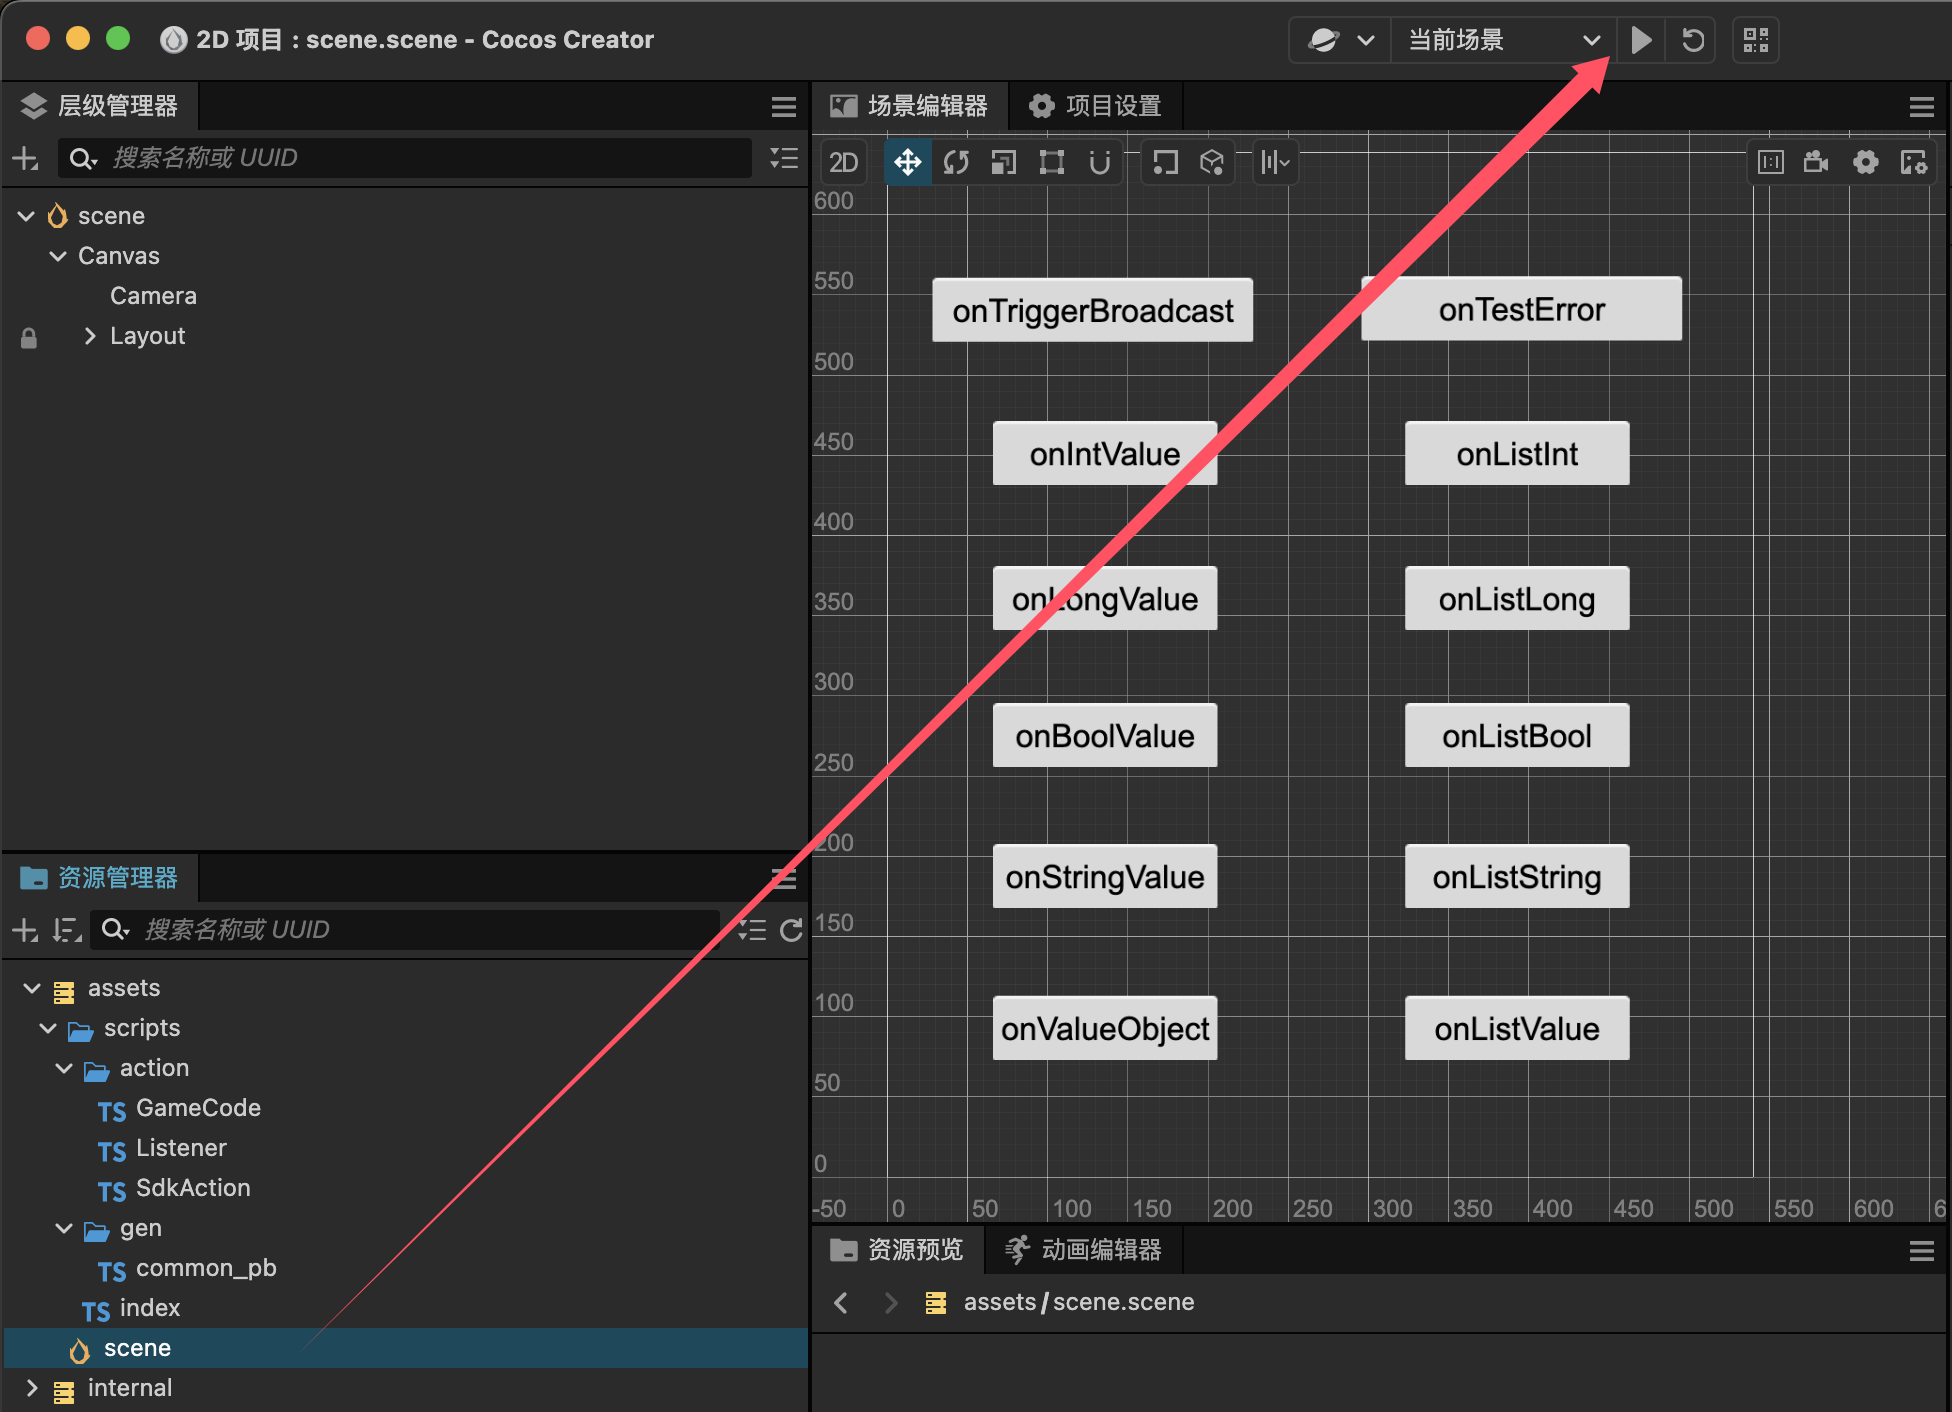 2D 项目 : scene.scene - Cocos Creator
当前场景
层级管理器
搜索名称或 UUID
scene
Canvas
Camera
Layout
资源管理器
搜索名称或 UUID
assets
scripts
action
TS GameCode
TS Listener
TS SdkAction
gen
TS common_pb
TS index
scene
internal
场景编辑器
项目设置
2D
600
550
500
450
400
350
300
250
200
150
100
50
0
onTriggerBroadcast
onTestError
onIntValue
onListInt
onLongValue
onListLong
onBoolValue
onListBool
onStringValue
onListString
onValueObject
onListValue
-50 0 50 100 150 200 250 300 350 400 450 500 550 600 6
资源预览
动画编辑器
assets/scene.scene